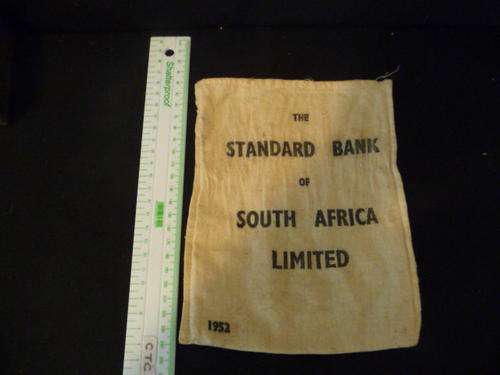 Shatterproof
THE
STANDARD BANK
OF
SOUTH AFRICA
LIMITED
1952
CTC